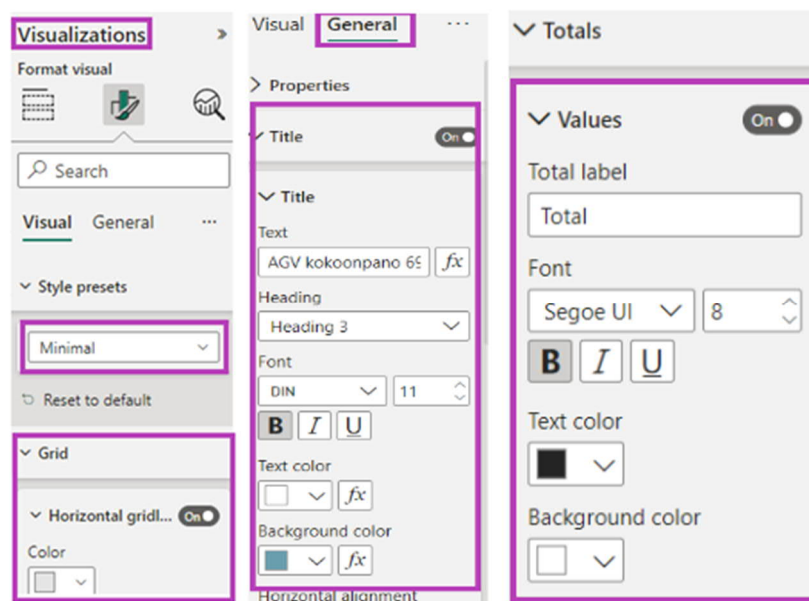 Visualizations »
Format visual
Search
Visual General ...
Style presets
Minimal
Reset to default
Grid
Horizontal gridl... On
Color
Visual General ...
Properties
Title On
Title
Text
AGV kokoonpano 69 fx
Heading
Heading 3
Font
DIN 11
B I U
Text color
fx
Background color
fx
Horizontal alignment
Totals
Values On
Total label
Total
Font
Segoe UI 8
B I U
Text color
Background color